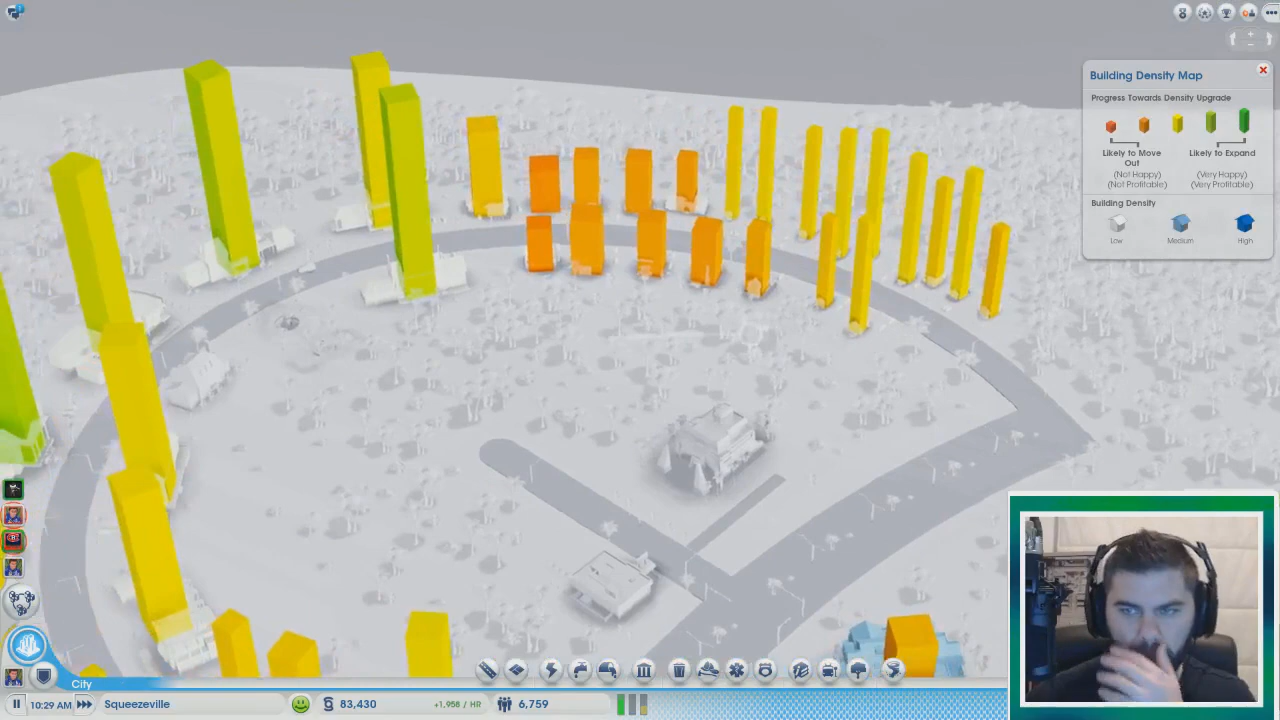 Building Density Map
Progress Towards Density Upgrade
Likely to Move Out
(Not Happy)
(Not Profitable)
Likely to Expand
(Very Happy)
(Very Profitable)
Building Density
Low
Medium
High
City
10:29 AM
Squeezeville
83,430
+1,958 / HR
6,759